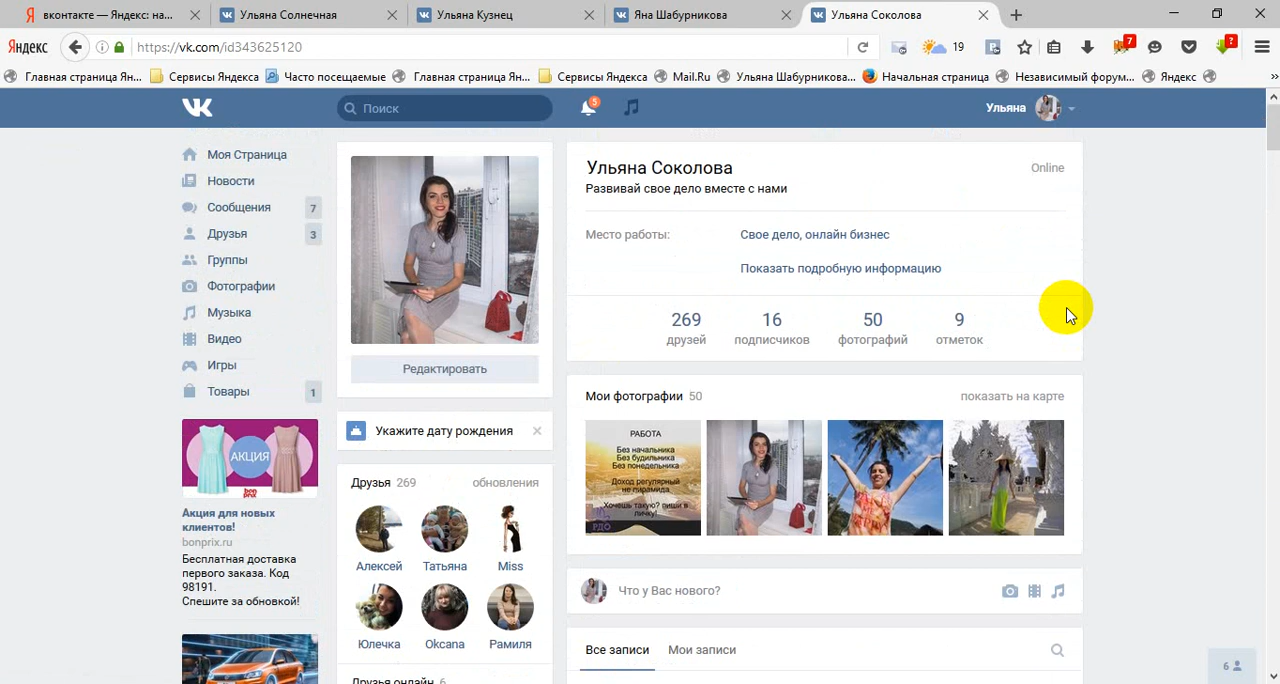 вконтакте — Яндекс: на...
Ульяна Солнечная
Ульяна Кузнец
Яна Шабурникова
Ульяна Соколова
Яндекс
https://vk.com/id343625120
19
7
?
Главная страница Ян...
Сервисы Яндекса
Часто посещаемые
Главная страница Ян...
Сервисы Яндекса
Mail.Ru
Ульяна Шабурникова...
Начальная страница
Независимый форум...
Яндекс
Поиск
5
Ульяна
Моя Страница
Новости
Сообщения 7
Друзья 3
Группы
Фотографии
Музыка
Видео
Игры
Товары 1
АКЦИЯ
bonprix
Акция для новых
клиентов!
bonprix.ru
Бесплатная доставка
первого заказа. Код
98191.
Спешите за обновкой!
Редактировать
Укажите дату рождения
Друзья 269
обновления
Алексей
Татьяна
Miss
Юлечка
Oksana
Рамиля
Друзья онлайн 6
Ульяна Соколова
Online
Развивай свое дело вместе с нами
Место работы:
Свое дело, онлайн бизнес
Показать подробную информацию
269
друзей
16
подписчиков
50
фотографий
9
отметок
Мои фотографии 50
показать на карте
РАБОТА
Без начальника
Без будильника
Без понедельника
Доход регулярный
не пирамида
Хочешь такую? пиши в
личку!
РДО
Что у Вас нового?
Все записи
Мои записи
6